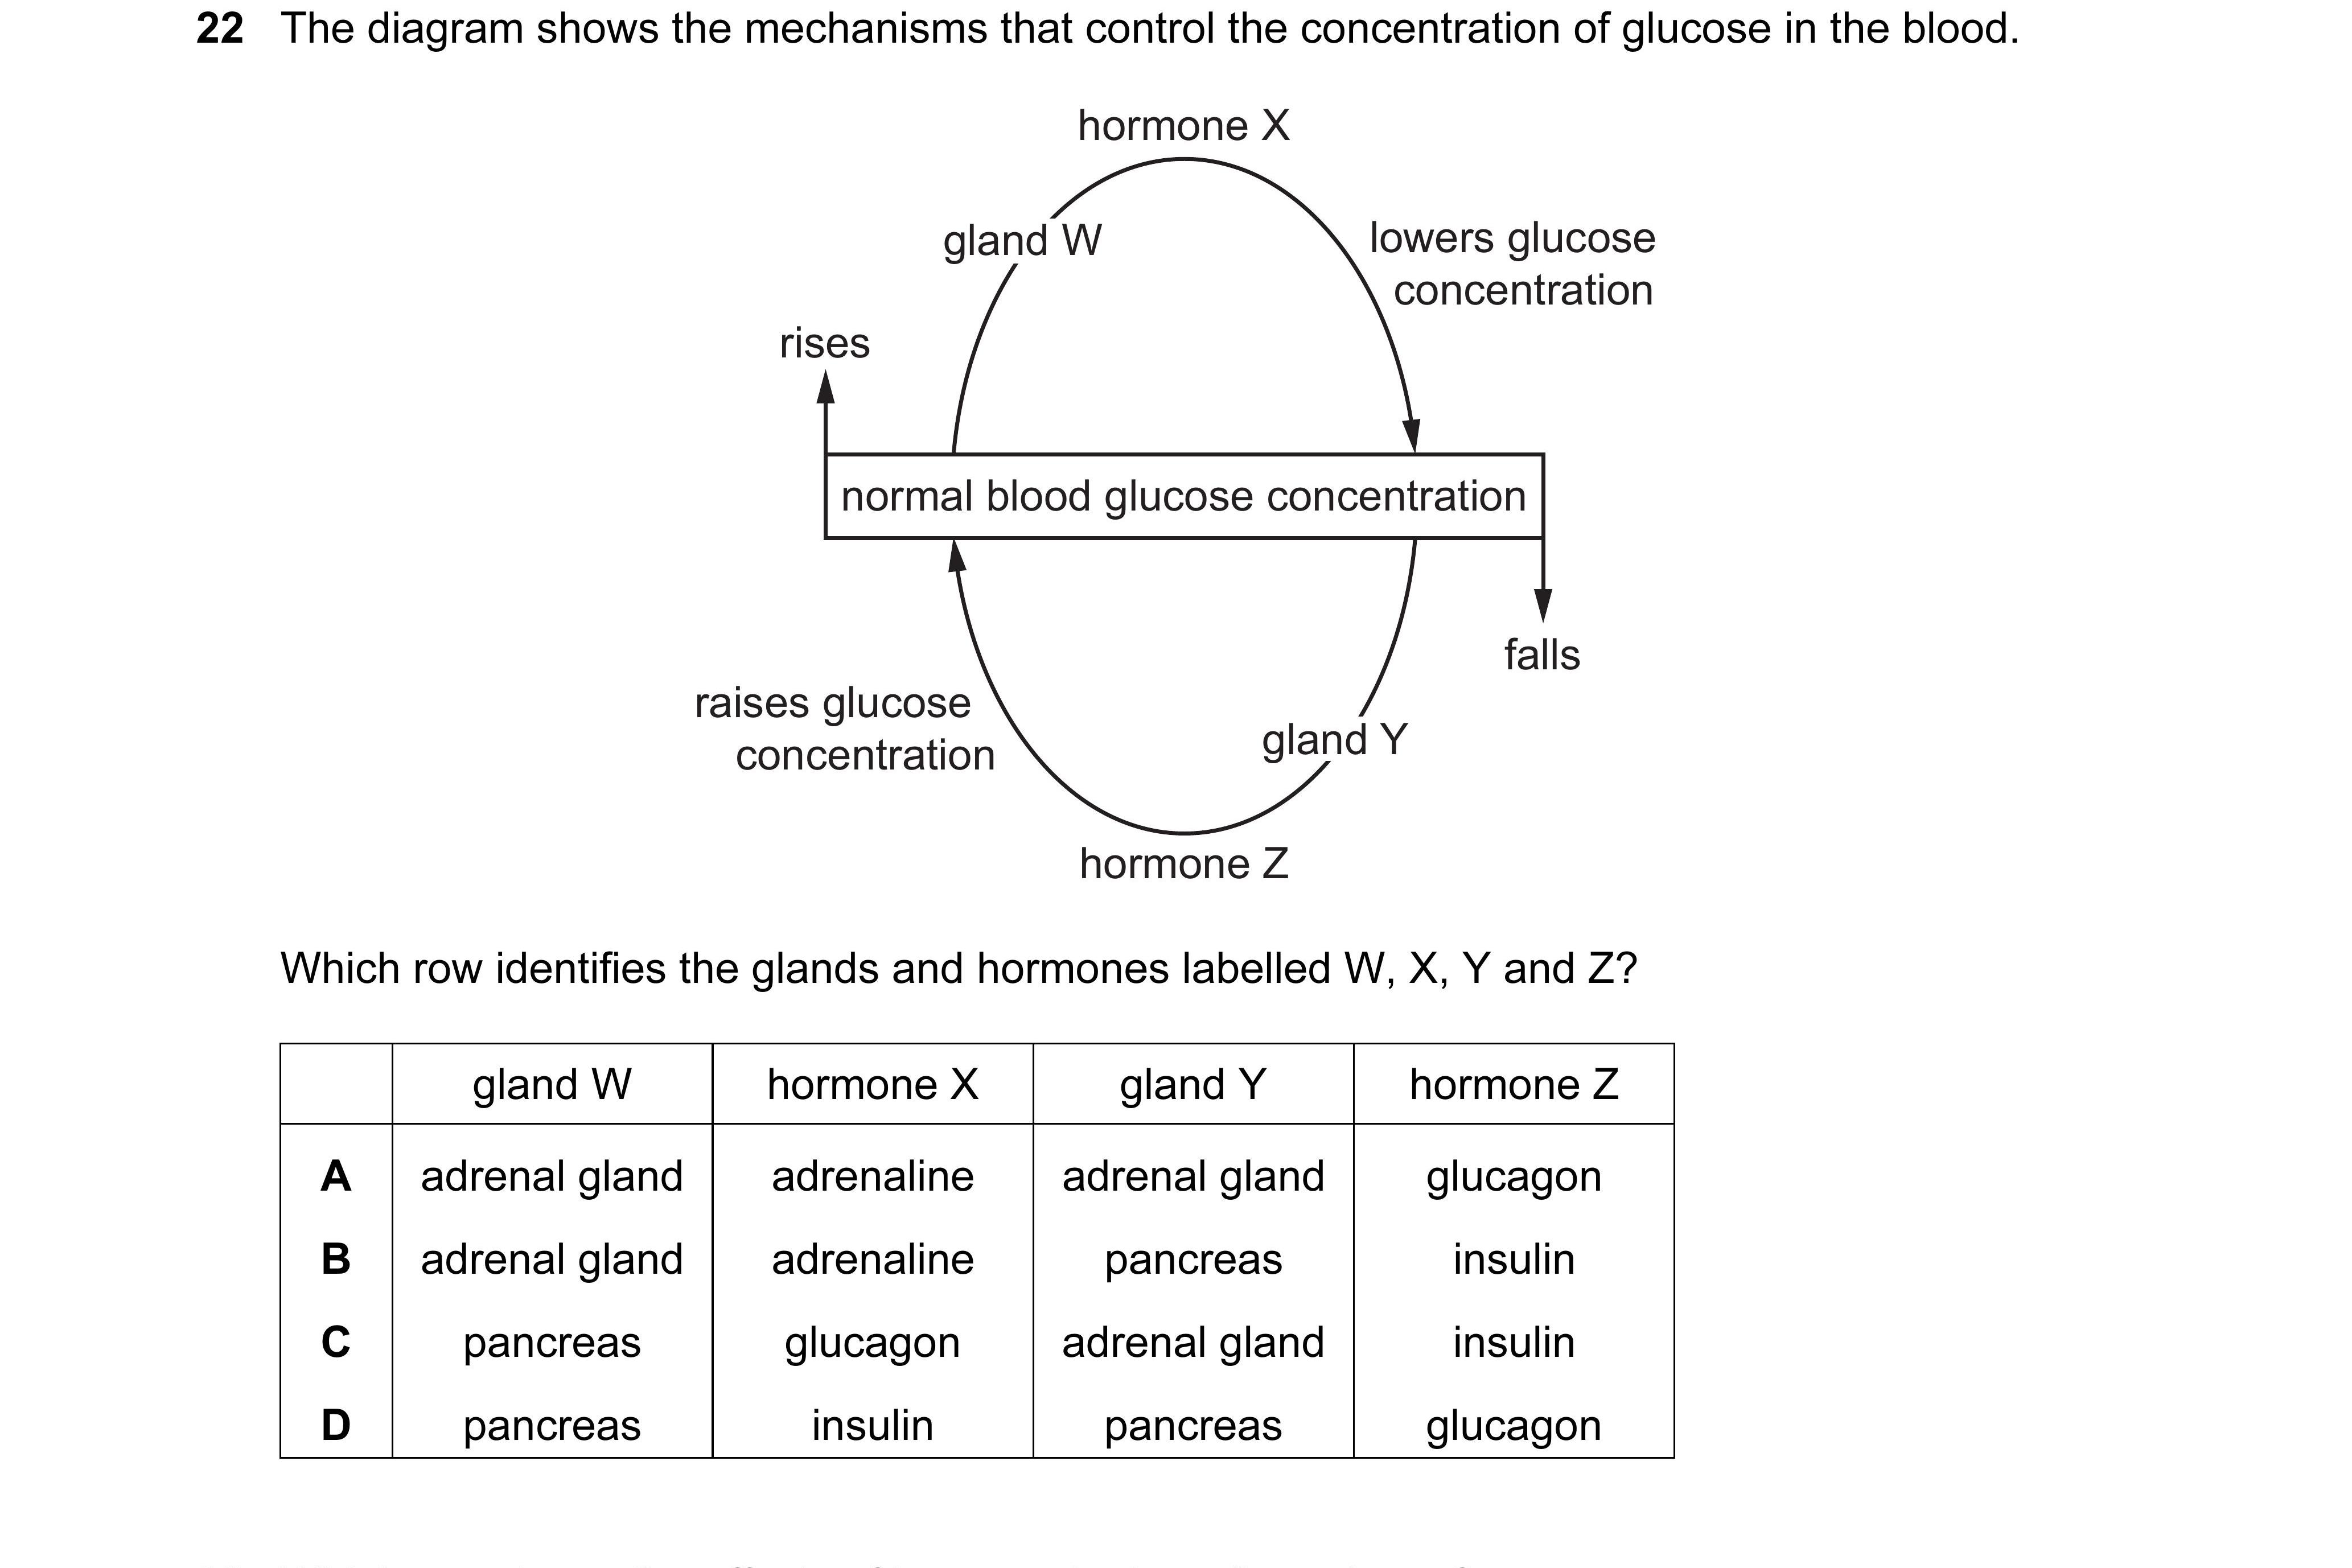 22 The diagram shows the mechanisms that control the concentration of glucose in the blood.
hormone X
gland W
lowers glucose
concentration
rises
normal blood glucose concentration
falls
raises glucose
concentration
gland Y
hormone Z
Which row identifies the glands and hormones labelled W, X, Y and Z?
gland W hormone X gland Y hormone Z
A adrenal gland adrenaline adrenal gland glucagon
B adrenal gland adrenaline pancreas insulin
C pancreas glucagon adrenal gland insulin
D pancreas insulin pancreas glucagon